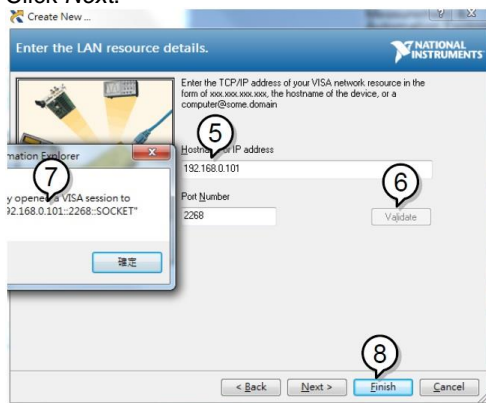 Click Next.
Create New ...
Enter the LAN resource details.
NATIONAL
INSTRUMENTS
Enter the TCP/IP address of your VISA network resource in the
form of xxx.xxx.xxx.xxx, the hostname of the device, or a
computer@some.domain
5
Hostname or IP address
192.168.0.101
6
Port Number
2268
Validate
mation Explorer
7
y opened a VISA session to
92.168.0.101::2268::SOCKET"
確定
8
< Back
Next >
Finish
Cancel